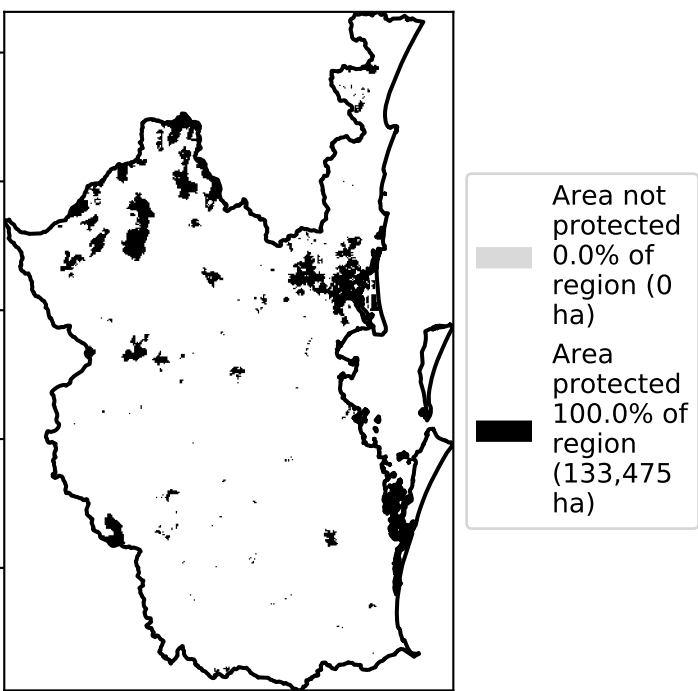 Area not
protected
0.0% of
region (0
ha)
Area
protected
100.0% of
region
(133,475
ha)